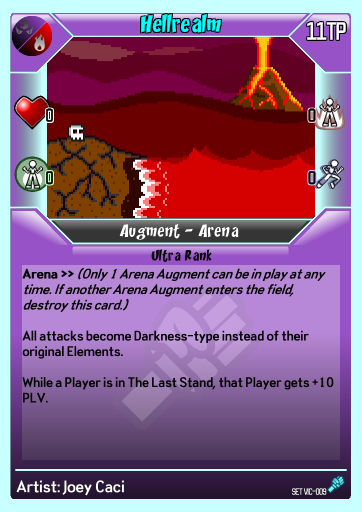 Hellrealm
11TP
0
0
0
0
Augment - Arena
Ultra Rank
Arena >> (Only 1 Arena Augment can be in play at any
time. If another Arena Augment enters the field,
destroy this card.)
All attacks become Darkness-type instead of their
original Elements.
While a Player is in The Last Stand, that Player gets +10
PLV.
Artist: Joey Caci
SET VIC-009